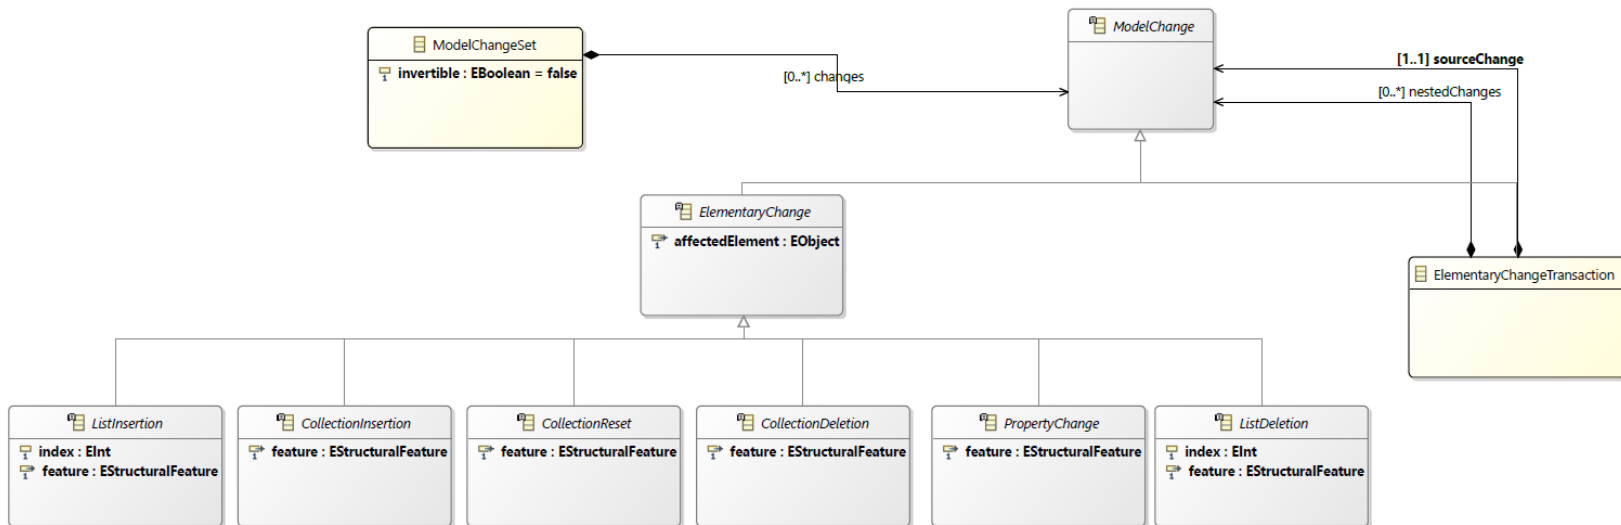 ModelChange
ModelChangeSet
invertible : EBoolean = false
[0..*] changes
[1..1] sourceChange
[0..*] nestedChanges
ElementaryChange
affectedElement : EObject
ElementaryChangeTransaction
ListInsertion
index : EInt
feature : EStructuralFeature
CollectionInsertion
feature : EStructuralFeature
CollectionReset
feature : EStructuralFeature
CollectionDeletion
feature : EStructuralFeature
PropertyChange
feature : EStructuralFeature
ListDeletion
index : EInt
feature : EStructuralFeature